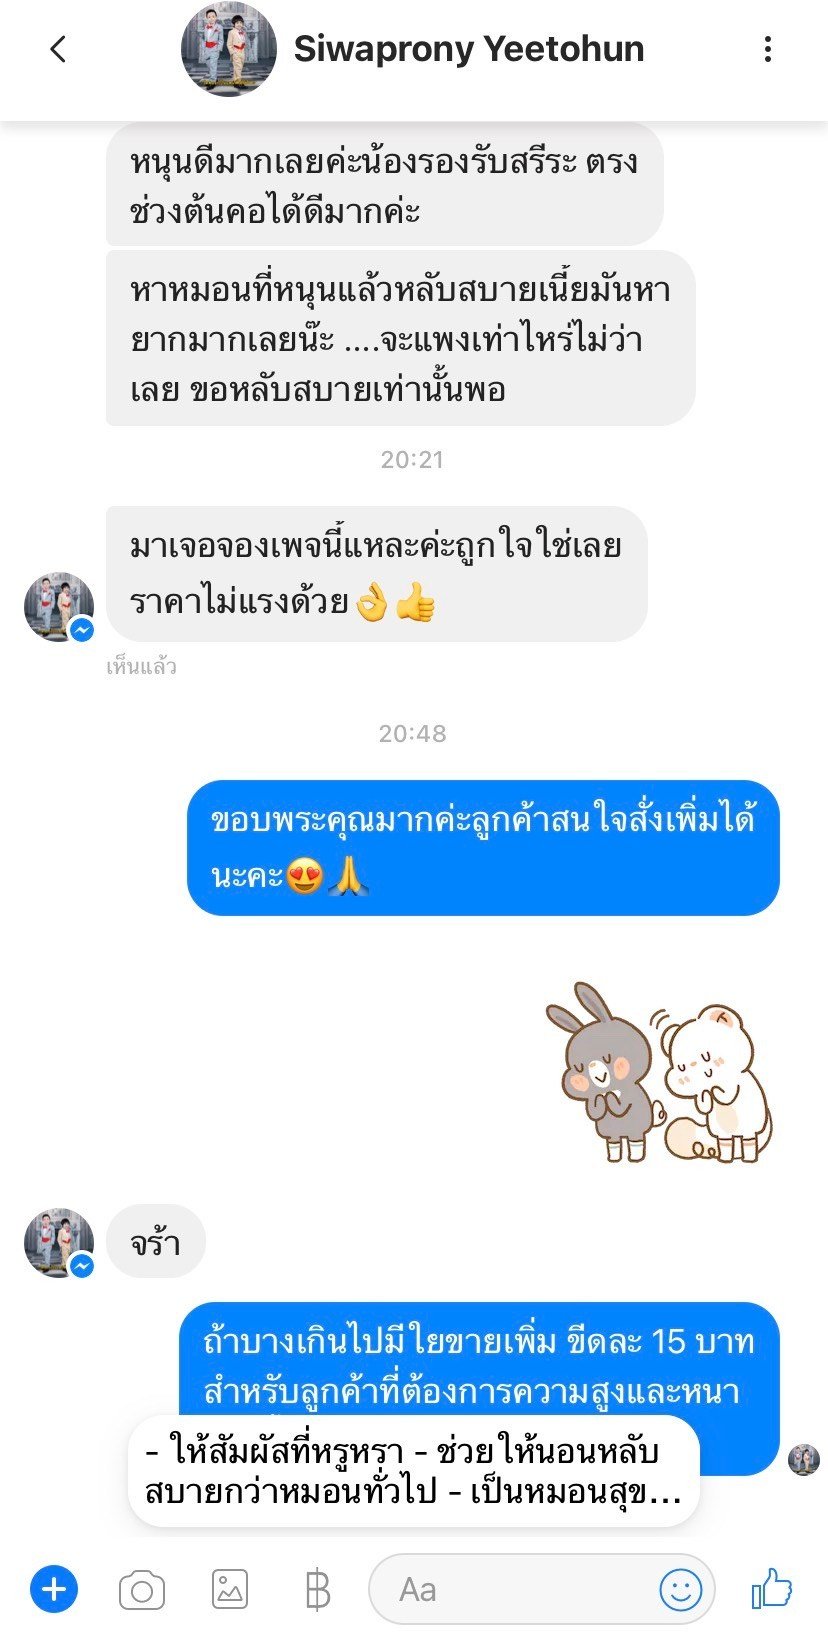 Siwaprony Yeetohun
หนุนดีมากเลยค่ะน้องรองรับสรีระ ตรง
ช่วงต้นคอได้ดีมากค่ะ
หาหมอนที่หนุนแล้วหลับสบายเนี้ยมันหา
ยากมากเลยน๊ะ ....จะแพงเท่าไหร่ไม่ว่า
เลย ขอหลับสบายเท่านั้นพอ
20:21
มาเจอจองเพจนี้แหละค่ะถูกใจใช่เลย
ราคาไม่แรงด้วย👌👍
เห็นแล้ว
20:48
ขอบพระคุณมากค่ะลูกค้าสนใจสั่งเพิ่มได้
นะคะ😍🙏
จร้า
ถ้าบางเกินไปมีใยขายเพิ่ม ขีดละ 15 บาท
สำหรับลูกค้าที่ต้องการความสูงและหนา
- ให้สัมผัสที่หรูหรา - ช่วยให้นอนหลับ
สบายกว่าหมอนทั่วไป - เป็นหมอนสุข...
Aa